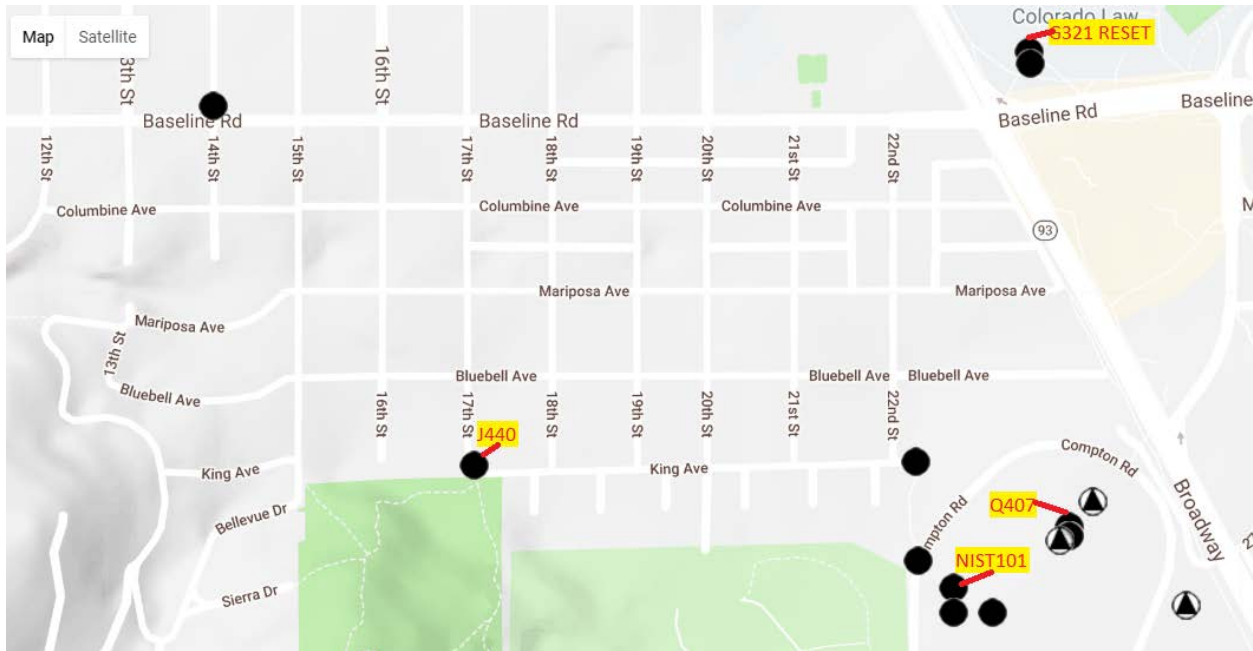 Map Satellite
Colorado Law
G321 RESET
13th St
16th St
Baseline Rd
Baseline Rd
Baseline Rd
Baseline
12th St
14th St
15th St
17th St
18th St
19th St
20th St
21st St
22nd St
Columbine Ave
Columbine Ave
Columbine Ave
M
93
Mariposa Ave
Mariposa Ave
Mariposa Ave
13th St
Bluebell Ave
Bluebell Ave
Bluebell Ave
Bluebell Ave
16th St
17th St
18th St
19th St
20th St
21st St
22nd St
J440
King Ave
King Ave
Compton Rd
Bellevue Dr
Q407
Broadway
mpton Rd
NIST101
Sierra Dr